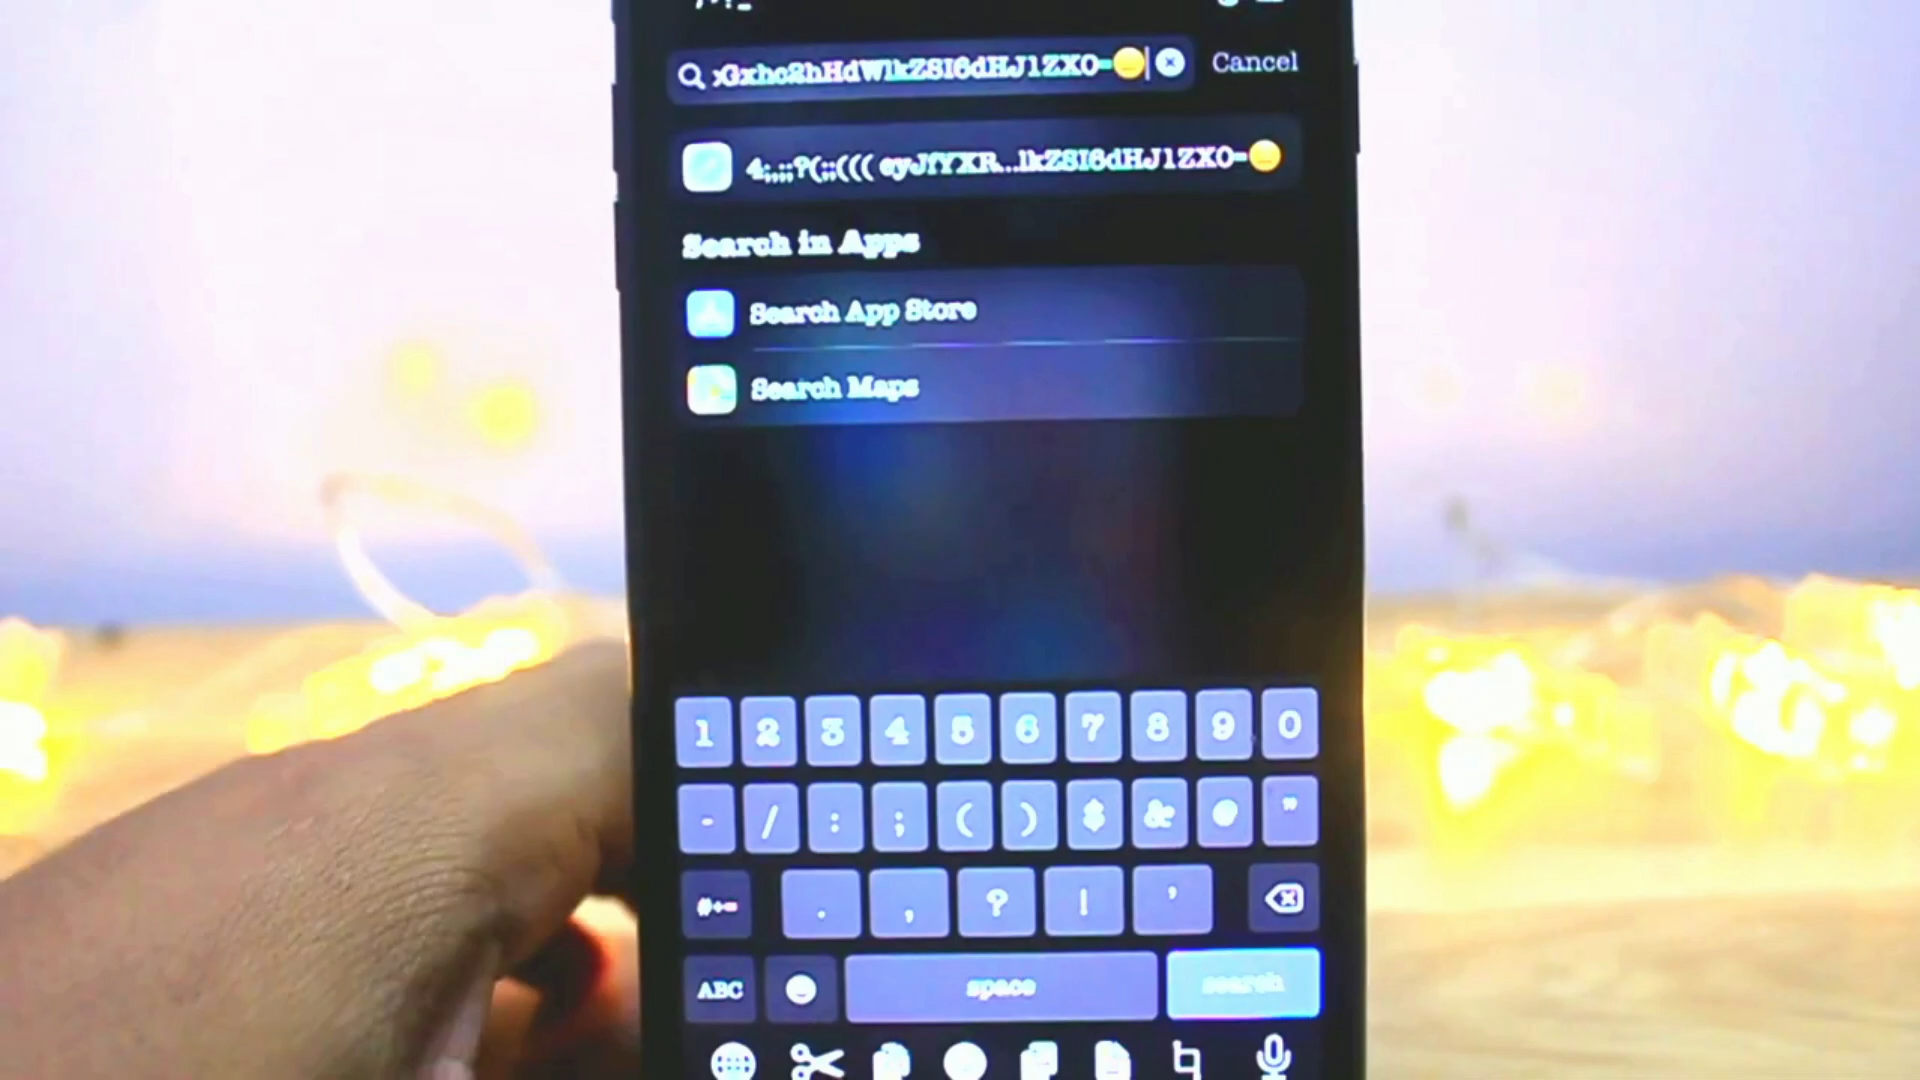 xGxhc2hHdWlkZSI6dHJ1ZX0=😑 Cancel
4;,;;?(;;((( eyJfYXR...lkZSI6dHJ1ZX0=😑
Search in Apps
Search App Store
Search Maps
1 2 3 4 5 6 7 8 9 0
- / : ; ( ) $ & @ "
#+= . , ? ! '
ABC space search